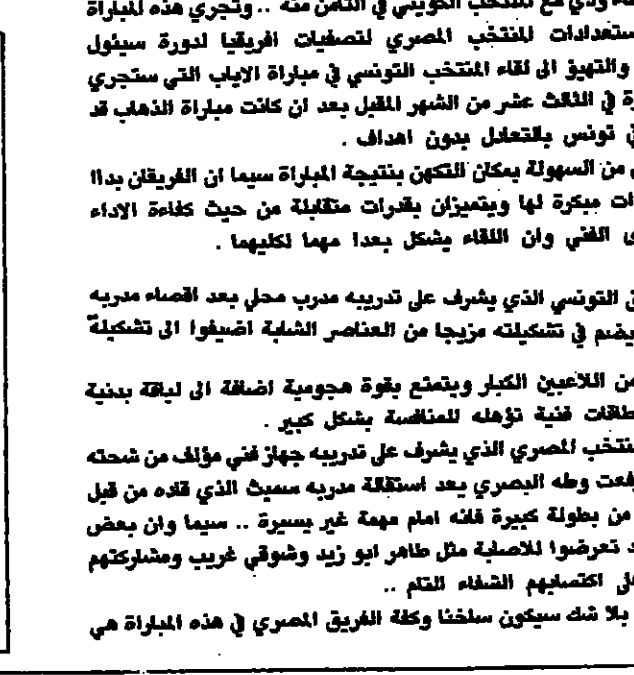 ودي مع المنتخب الكويتي في الثامن منه .. وتجري هذه المباراة
ستعدادات المنتخب المصري لتصفيات افريقيا لدورة سيئول
والتهيؤ الى لقاء المنتخب التونسي في مباراة الاياب التي ستجري
ة في الثالث عشر من الشهر المقبل بعد ان كانت مباراة الذهاب قد
ي تونس بالتعادل بدون اهداف .
من السهولة بمكان التكهن بنتيجة المباراة سيما ان الفريقان بدأا
دات مبكرة لها ويتميزان بقدرات متقابلة من حيث كفاءة الاداء
ى الفني وان اللقاء يشكل بعدا مهما لكليهما .
ق التونسي الذي يشرف على تدريبه مدرب محلي بعد اقصاء مدربه
يضم في تشكيلته مزيجا من العناصر الشابة اضيفوا الى تشكيلة
من اللاعبين الكبار ويتمتع بقوة هجومية اضافة الى لياقة بدنية
طاقات فنية تؤهله للمنافسة بشكل كبير .
منتخب المصري الذي يشرف على تدريبه جهاز فني مؤلف من شحته
فعت وطه البصري بعد استقالة مدربه سميث الذي قاده من قبل
من بطولة كبيرة فانه امام مهمة غير يسيرة .. سيما وان بعض
د تعرضوا للاصابة مثل طاهر ابو زيد وشوقي غريب ومشاركتهم
على اكتسابهم الشفاء التام ..
بلا شك سيكون ساخنا وكفة الفريق المصري في هذه المباراة هي